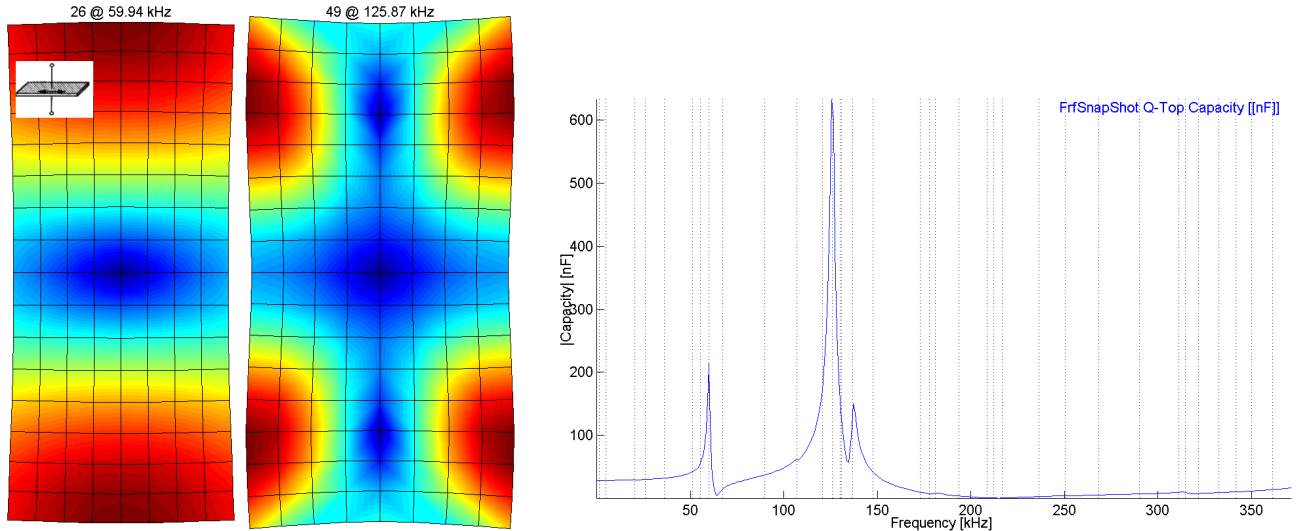 26 @ 59.94 kHz
49 @ 125.87 kHz
FrfSnapShot Q-Top Capacity [[nF]]
|Capacity| [nF]
600
500
400
300
200
100
50 100 150 200 250 300 350
Frequency [kHz]